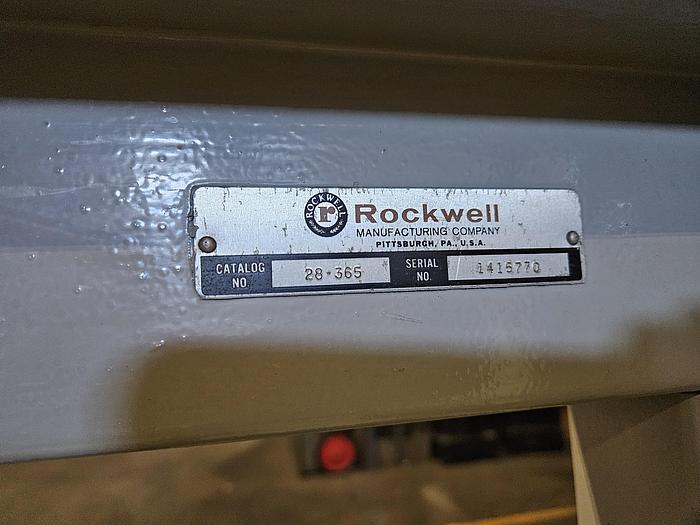 ROCKWELL
r
Rockwell
MANUFACTURING COMPANY
PITTSBURGH, PA., U.S.A.
CATALOG NO. 28-365 SERIAL NO. 1415770